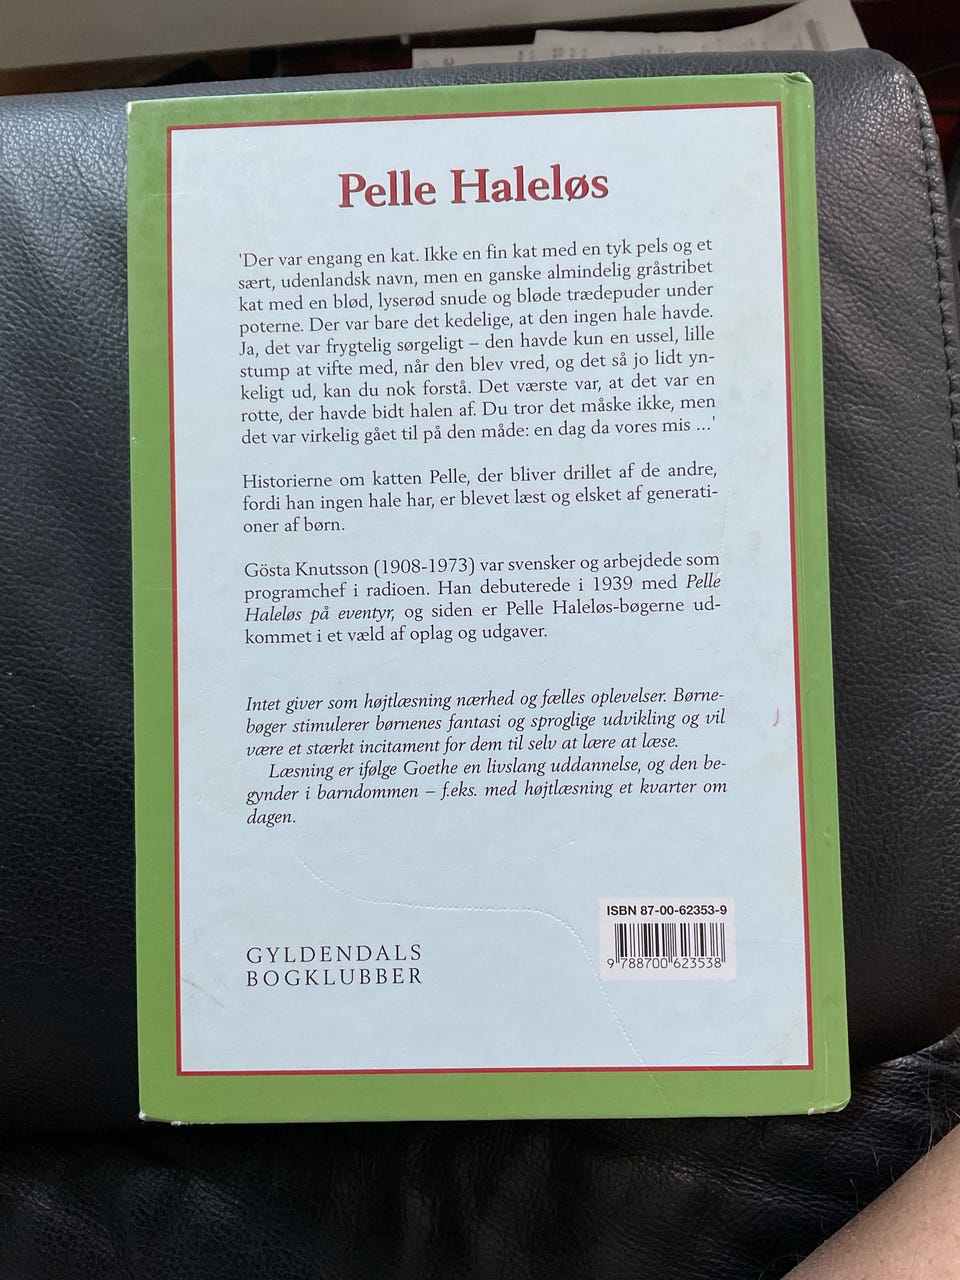 Pelle Haleløs
'Der var engang en kat. Ikke en fin kat med en tyk pels og et
sært, udenlandsk navn, men en ganske almindelig gråstribet
kat med en blød, lyserød snude og bløde trædepuder under
poterne. Der var bare det kedelige, at den ingen hale havde.
Ja, det var frygtelig sørgeligt – den havde kun en ussel, lille
stump at vifte med, når den blev vred, og det så jo lidt yn-
keligt ud, kan du nok forstå. Det værste var, at det var en
rotte, der havde bidt halen af. Du tror det måske ikke, men
det var virkelig gået til på den måde: en dag da vores mis ...'
Historierne om katten Pelle, der bliver drillet af de andre,
fordi han ingen hale har, er blevet læst og elsket af generati-
oner af børn.
Gösta Knutsson (1908-1973) var svensker og arbejdede som
programchef i radioen. Han debuterede i 1939 med Pelle
Haleløs på eventyr, og siden er Pelle Haleløs-bøgerne ud-
kommet i et væld af oplag og udgaver.
Intet giver som højtlæsning nærhed og fælles oplevelser. Børne-
bøger stimulerer børnenes fantasi og sproglige udvikling og vil
være et stærkt incitament for dem til selv at lære at læse.
Læsning er ifølge Goethe en livslang uddannelse, og den be-
gynder i barndommen – f.eks. med højtlæsning et kvarter om
dagen.
ISBN 87-00-62353-9
9 788700 623538
GYLDENDALS
BOGKLUBBER